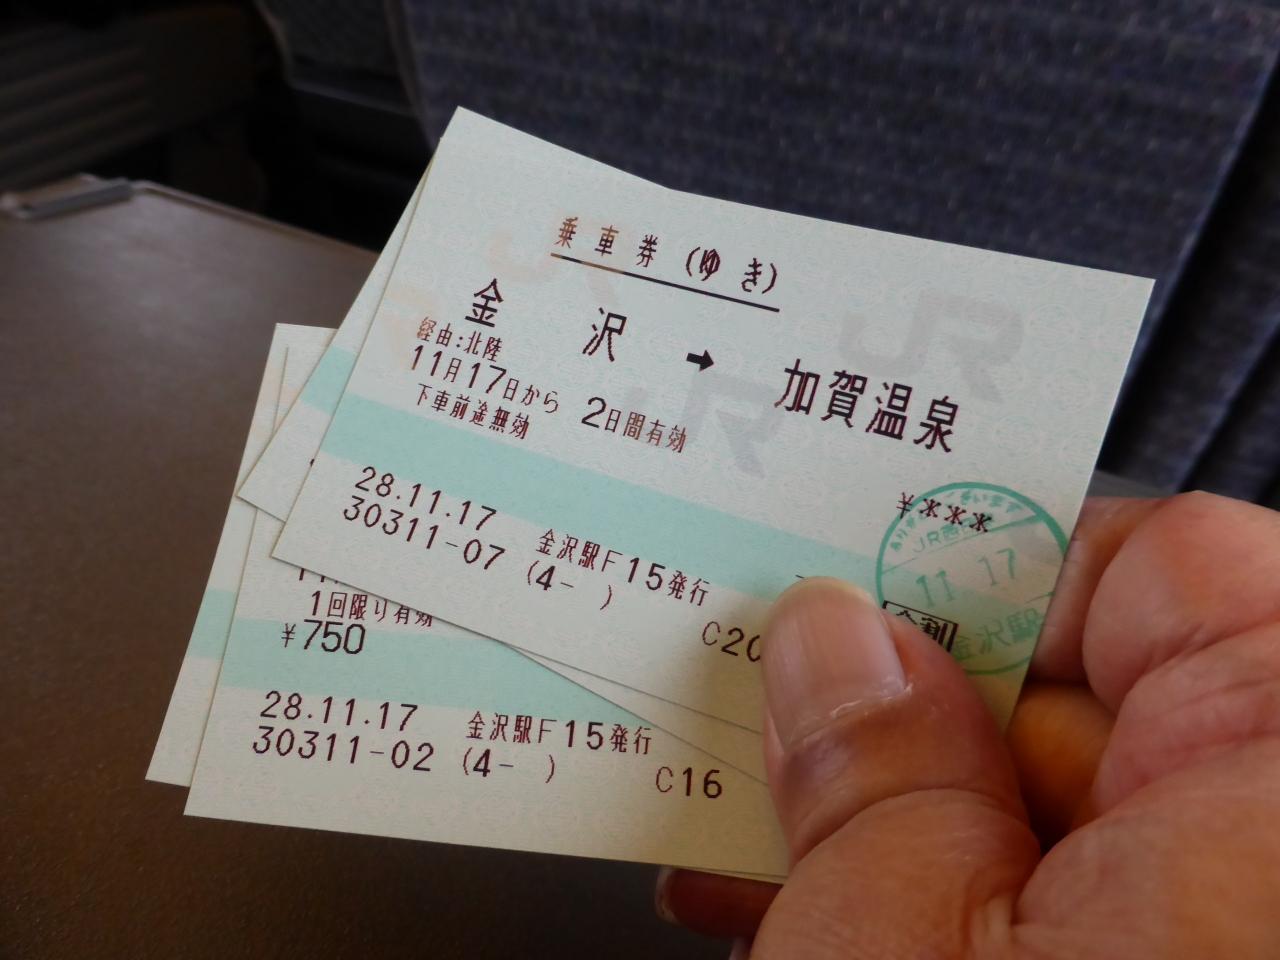 乗車券(ゆき)
金沢 → 加賀温泉
経由:北陸
11月17日から 2日間有効
下車前途無効
¥***
28.11.17 金沢駅F15発行
30311-07 (4- )
C20
JR
11 17
金沢駅
1回限り有効
¥750
28.11.17 金沢駅F15発行
30311-02 (4- ) C16